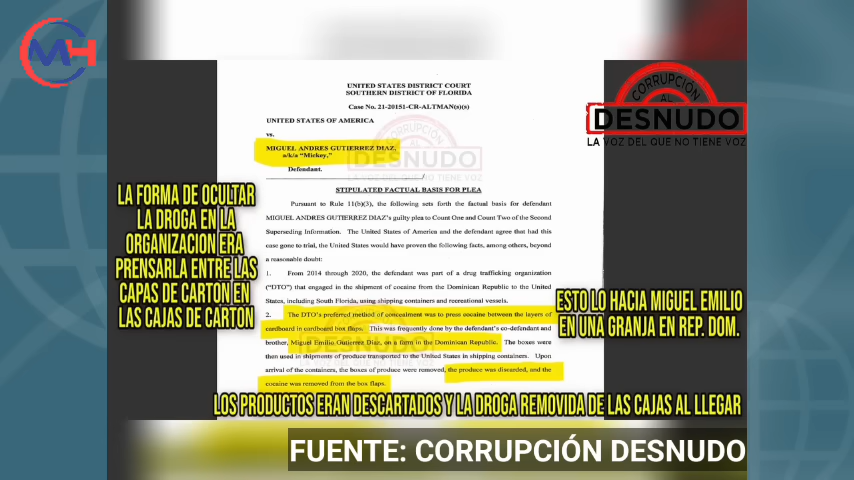 MH
CORRUPCIÓN
AL
DESNUDO
LA VOZ DEL QUE NO TIENE VOZ
UNITED STATES DISTRICT COURT
SOUTHERN DISTRICT OF FLORIDA
Case No. 21-20151-CR-ALTMAN(s)(s)
UNITED STATES OF AMERICA
vs.
MIGUEL ANDRES GUTIERREZ DIAZ,
a/k/a “Mickey,”
Defendant.
CORRUPCIÓN
AL
DESNUDO
LA VOZ DEL QUE NO TIENE VOZ
STIPULATED FACTUAL BASIS FOR PLEA
Pursuant to Rule 11(b)(3), the following sets forth the factual basis for defendant
MIGUEL ANDRES GUTIERREZ DIAZ’s guilty plea to Count One and Count Two of the Second
Superseding Information. The United States of America and the defendant agree that had this
case gone to trial, the United States would have proven the following facts, among others, beyond
a reasonable doubt:
1. From 2014 through 2020, the defendant was part of a drug trafficking organization
(“DTO”) that engaged in the shipment of cocaine from the Dominican Republic to the United
States, including South Florida, using shipping containers and recreational vessels.
2. The DTO’s preferred method of concealment was to press cocaine between the layers of
cardboard in cardboard box flaps. This was frequently done by the defendant’s co-defendant and
brother, Miguel Emilio Gutierrez Diaz, on a farm in the Dominican Republic. The boxes were
then used in shipments of produce transported to the United States in shipping containers. Upon
arrival of the containers, the boxes of produce were removed, the produce was discarded, and the
cocaine was removed from the box flaps.
LA FORMA DE OCULTAR
LA DROGA EN LA
ORGANIZACION ERA
PRENSARLA ENTRE LAS
CAPAS DE CARTON EN
LAS CAJAS DE CARTON
ESTO LO HACIA MIGUEL EMILIO
EN UNA GRANJA EN REP. DOM.
LOS PRODUCTOS ERAN DESCARTADOS Y LA DROGA REMOVIDA DE LAS CAJAS AL LLEGAR
FUENTE: CORRUPCIÓN DESNUDO